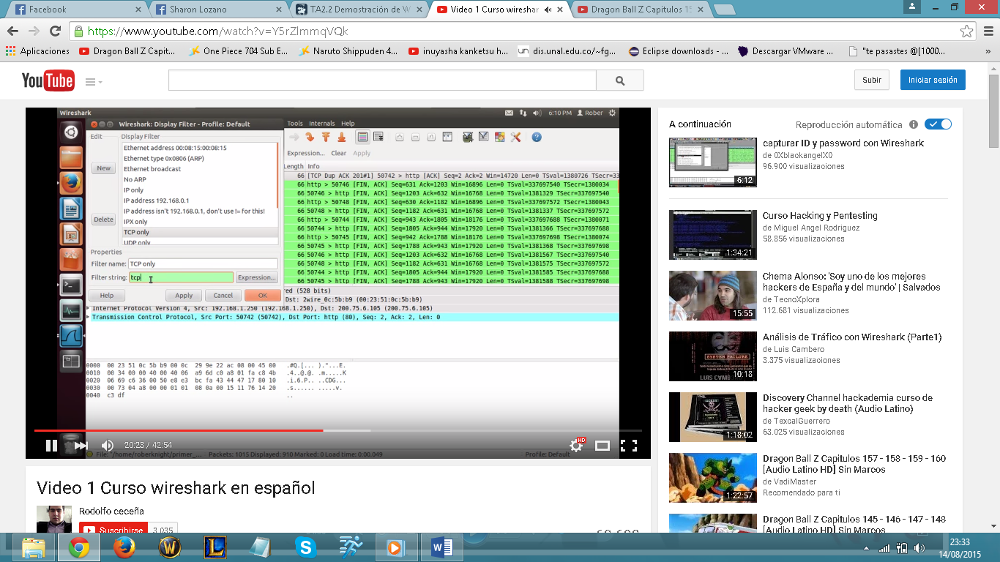 Facebook
Sharon Lozano
TA2.2 Demostración de W
Video 1 Curso wireshar
Dragon Ball Z Capitulos 15
https://www.youtube.com/watch?v=Y5rZlmmqVQk
Aplicaciones
Dragon Ball Z Capit...
One Piece 704 Sub E...
Naruto Shippuden 4...
inuyasha kanketsu h...
dis.unal.edu.co/~fg...
Eclipse downloads - ...
Descargar VMware ...
"te pasastes @[1000...
»
YouTube
Subir
Iniciar sesión
Wireshark
6:10 PM
Rober
Wireshark: Display Filter - Profile: Default
Tools Internals Help
Edit
Display Filter
Ethernet address 00:08:15:00:08:15
Ethernet type 0x0806 (ARP)
Ethernet broadcast
No ARP
IP only
IP address 192.168.0.1
IP address isn't 192.168.0.1, don't use != for this!
IPX only
TCP only
UDP only
New
Delete
Properties
Filter name: TCP only
Filter string: tcp
Expression...
Help
Apply
Cancel
OK
Expression... Clear Apply
Length Info
66 [TCP Dup ACK 201#1] 50742 > http [ACK] Seq=2 Ack=2 Win=14720 Len=0 TSval=1380726 TSecr=33
66 http > 50746 [FIN, ACK] Seq=631 Ack=1203 Win=16896 Len=0 TSval=337697540 TSecr=1380034
66 50746 > http [FIN, ACK] Seq=1203 Ack=632 Win=16768 Len=0 TSval=1381329 TSecr=337697540
66 http > 50748 [FIN, ACK] Seq=630 Ack=1182 Win=16896 Len=0 TSval=337697572 TSecr=1380043
66 50748 > http [FIN, ACK] Seq=1182 Ack=631 Win=16768 Len=0 TSval=1381337 TSecr=337697572
66 http > 50744 [FIN, ACK] Seq=943 Ack=1805 Win=18176 Len=0 TSval=337697688 TSecr=1380071
66 50744 > http [FIN, ACK] Seq=1805 Ack=944 Win=17920 Len=0 TSval=1381366 TSecr=337697688
66 http > 50745 [FIN, ACK] Seq=942 Ack=1788 Win=18176 Len=0 TSval=337697698 TSecr=1380074
66 50745 > http [FIN, ACK] Seq=1788 Ack=943 Win=17920 Len=0 TSval=1381368 TSecr=337697698
66 50746 > http [FIN, ACK] Seq=1203 Ack=632 Win=16768 Len=0 TSval=1381567 TSecr=337697540
66 50748 > http [FIN, ACK] Seq=1182 Ack=631 Win=16768 Len=0 TSval=1381575 TSecr=337697572
66 50744 > http [FIN, ACK] Seq=1805 Ack=944 Win=17920 Len=0 TSval=1381586 TSecr=337697688
66 50745 > http [FIN, ACK] Seq=1788 Ack=943 Win=17920 Len=0 TSval=1381588 TSecr=337697698
red (528 bits)
Dst: 2wire_0c:5b:b9 (00:23:51:0c:5b:b9)
Internet Protocol Version 4, Src: 192.168.1.250 (192.168.1.250), Dst: 200.75.6.105 (200.75.6.105)
Transmission Control Protocol, Src Port: 50742 (50742), Dst Port: http (80), Seq: 2, Ack: 2, Len: 0
0000 00 23 51 0c 5b b9 00 0c 29 9e 22 ac 08 00 45 00 .#Q.[... )."...E.
0010 00 34 00 00 40 00 40 06 a9 6d c0 a8 01 fa c8 4b .4..@.@. .m.....K
0020 06 69 c6 36 00 50 e8 e3 bc fa 43 44 47 17 80 10 .i.6.P.. ..CDG...
0030 00 73 04 a8 00 00 01 01 08 0a 00 15 11 76 14 20 .s...... .....v.
0040 c3 df ..
20:23 / 42:54
HD
File: "/home/roberknight/primer_... Packets: 1015 Displayed: 910 Marked: 0 Load time: 0:00.049
Profile: Default
Video 1 Curso wireshark en español
Rodolfo ceceña
Suscribirse
3.035
A continuación
Reproducción automática
6:12
capturar ID y password con Wireshark
de 0XblackangelX0
96.900 visualizaciones
1:34:21
Curso Hacking y Pentesting
de Miguel Angel Rodriguez
58.856 visualizaciones
15:55
Chema Alonso: 'Soy uno de los mejores
hackers de España y del mundo' | Salvados
de TecnoXplora
112.681 visualizaciones
SYSTEM FAILURE
LUIS CAMB
10:18
Análisis de Tráfico con Wireshark (Parte1)
de Luis Cambero
3.375 visualizaciones
1:18:02
Discovery Channel hackademia curso de
hacker geek by death (Audio Latino)
de TexcalGuerrero
63.025 visualizaciones
1:22:57
Dragon Ball Z Capitulos 157 - 158 - 159 - 160
[Audio Latino HD] Sin Marcos
de VadiMaster
Recomendado para ti
Dragon Ball Z Capitulos 145 - 146 - 147 - 148
[Audio Latino HD] Sin Marcos
23:33
14/08/2015